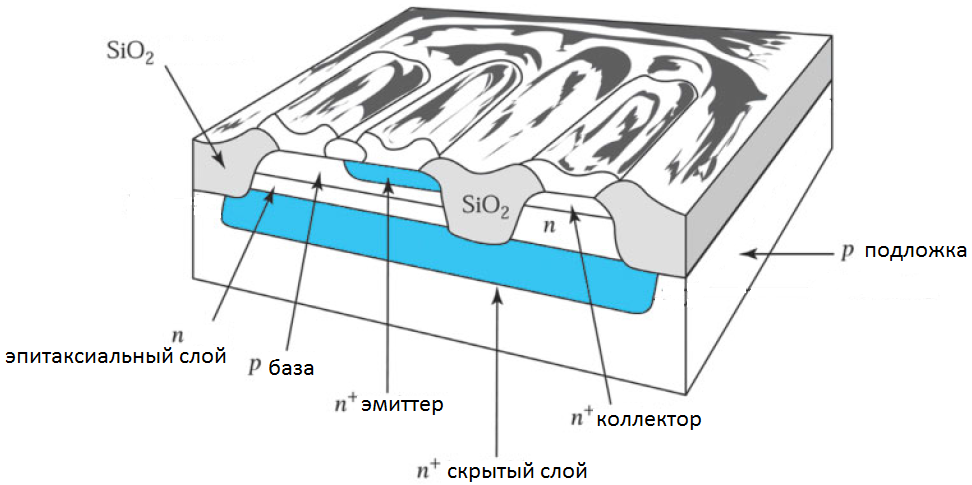 SiO₂
SiO₂
n
p подложка
n
эпитаксиальный слой
p база
n⁺ эмиттер
n⁺ коллектор
n⁺ скрытый слой